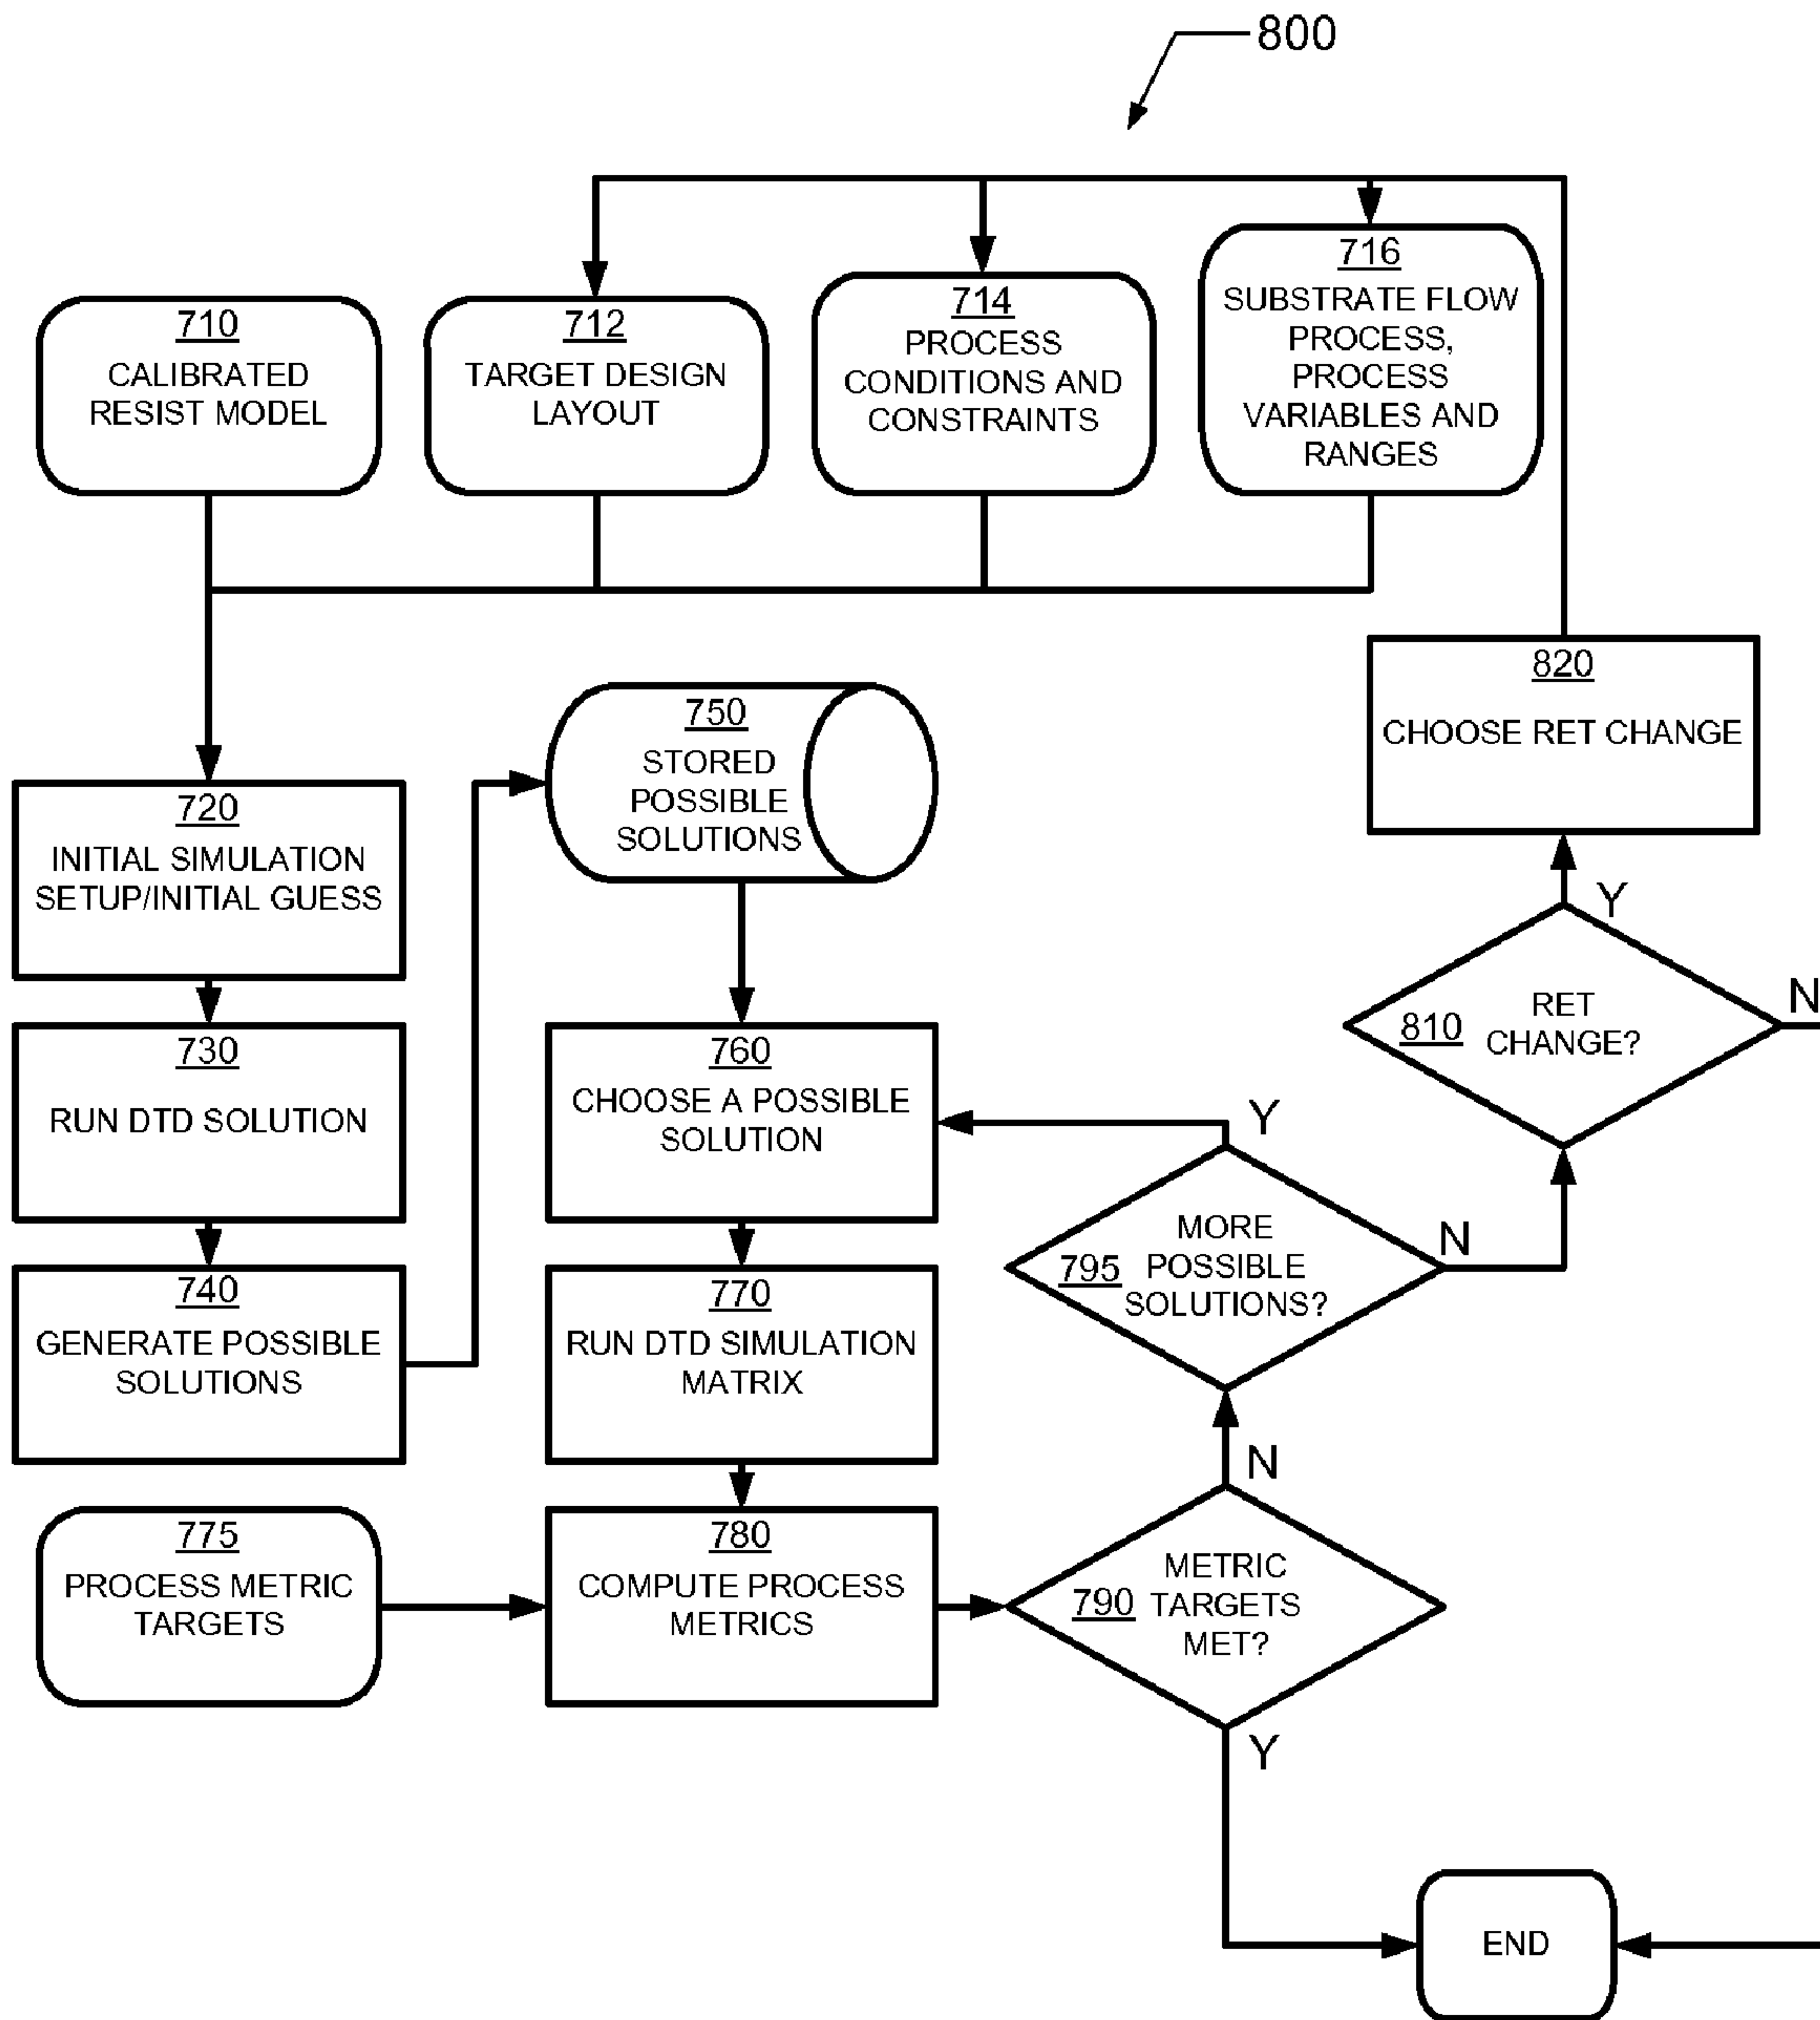 800
710
CALIBRATED
RESIST MODEL
712
TARGET DESIGN
LAYOUT
714
PROCESS
CONDITIONS AND
CONSTRAINTS
716
SUBSTRATE FLOW
PROCESS,
PROCESS
VARIABLES AND
RANGES
720
INITIAL SIMULATION
SETUP/INITIAL GUESS
730
RUN DTD SOLUTION
740
GENERATE POSSIBLE
SOLUTIONS
750
STORED
POSSIBLE
SOLUTIONS
760
CHOOSE A POSSIBLE
SOLUTION
770
RUN DTD SIMULATION
MATRIX
775
PROCESS METRIC
TARGETS
780
COMPUTE PROCESS
METRICS
790
METRIC
TARGETS
MET?
N
Y
795
MORE
POSSIBLE
SOLUTIONS?
Y
N
810
RET
CHANGE?
Y
N
820
CHOOSE RET CHANGE
END